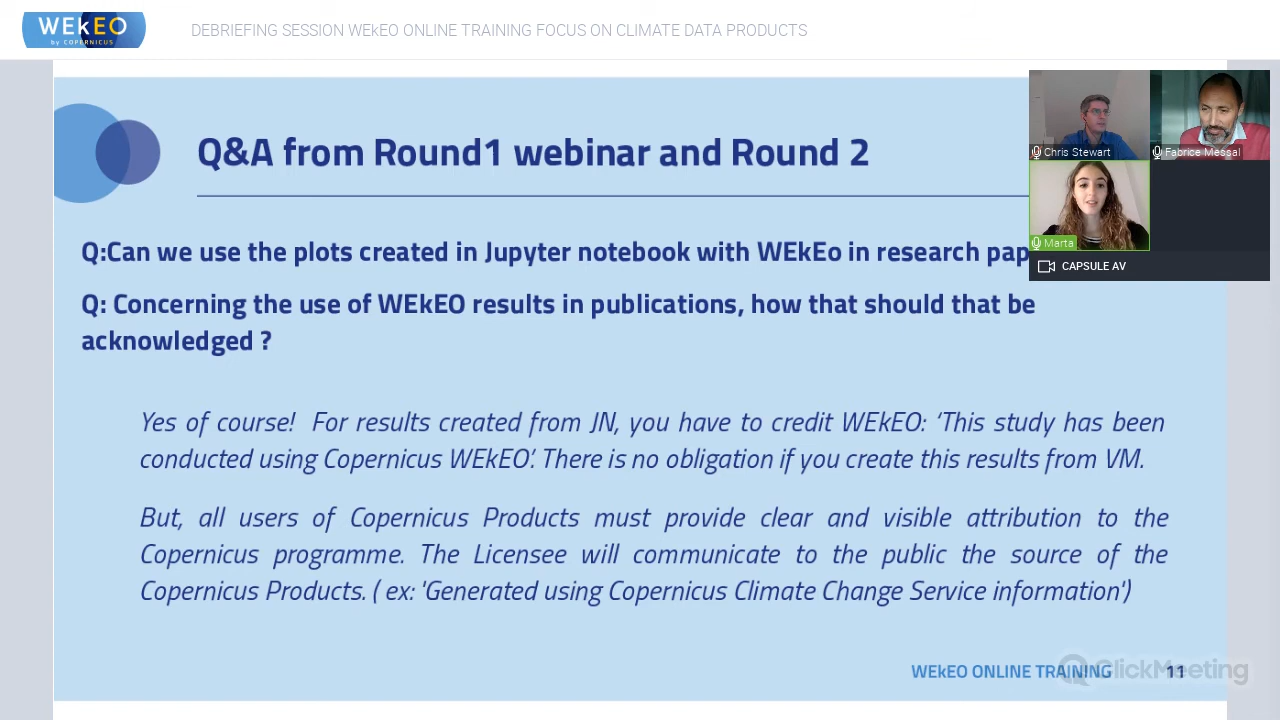 WEkEO
by COPERNICUS
DEBRIEFING SESSION WEkEO ONLINE TRAINING FOCUS ON CLIMATE DATA PRODUCTS
Q&A from Round1 webinar and Round 2
Chris Stewart
Fabrice Messal
Marta
CAPSULE AV
Q:Can we use the plots created in Jupyter notebook with WEkEo in research pap
Q: Concerning the use of WEkEO results in publications, how that should that be
acknowledged ?
Yes of course! For results created from JN, you have to credit WEkEO: ‘This study has been
conducted using Copernicus WEkEO’. There is no obligation if you create this results from VM.
But, all users of Copernicus Products must provide clear and visible attribution to the
Copernicus programme. The Licensee will communicate to the public the source of the
Copernicus Products. ( ex: 'Generated using Copernicus Climate Change Service information')
WEkEO ONLINE TRAINING 11
ClickMeeting